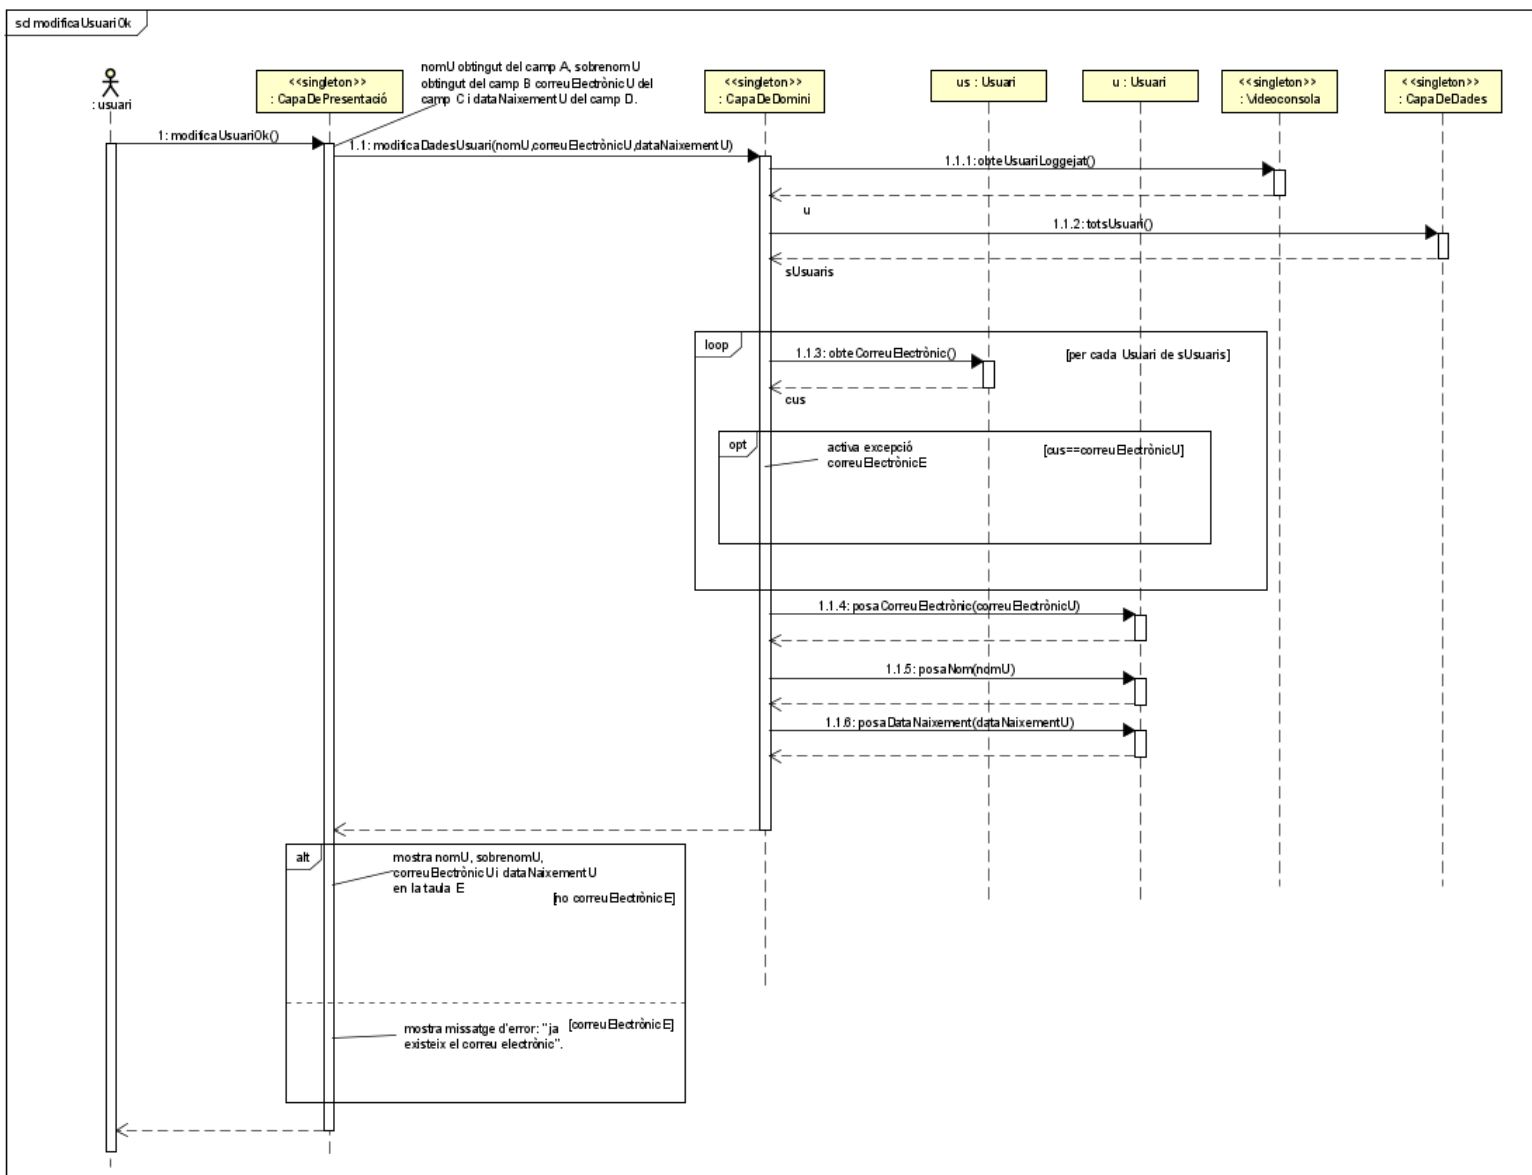 sd modificaUsuariOk
: usuari
<<singleton>>
: CapaDePresentació
nomU obtingut del camp A, sobrenomU
obtingut del camp B correuElectrònicU del
camp C i dataNaixementU del camp D.
<<singleton>>
: CapaDeDomini
us : Usuari
u : Usuari
<<singleton>>
: Videoconsola
<<singleton>>
: CapaDeDades
1: modificaUsuariOk()
1.1: modificaDadesUsuari(nomU,correuElectrònicU,dataNaixementU)
1.1.1: obteUsuariLoggejat()
u
1.1.2: totsUsuari()
sUsuaris
loop
1.1.3: obteCorreuElectrònic()
[per cada Usuari de sUsuaris]
cus
opt
activa excepció
correuElectrònicE
[cus==correuElectrònicU]
1.1.4: posaCorreuElectrònic(correuElectrònicU)
1.1.5: posaNom(nomU)
1.1.6: posaDataNaixement(dataNaixementU)
alt
mostra nomU, sobrenomU,
correuElectrònicU i dataNaixementU
en la taula E
[no correuElectrònicE]
mostra missatge d'error: "ja
existeix el correu electrònic".
[correuElectrònicE]